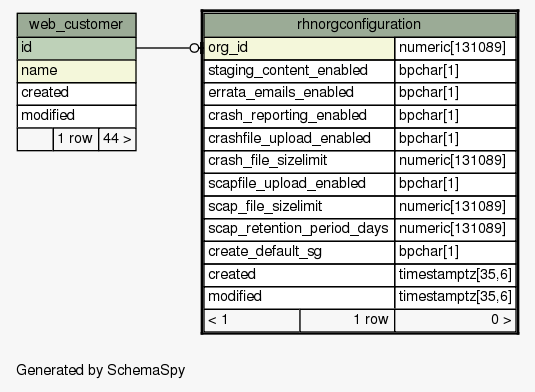 web_customer
id
name
created
modified
1 row 44 >
rhnorgconfiguration
org_id numeric[131089]
staging_content_enabled bpchar[1]
errata_emails_enabled bpchar[1]
crash_reporting_enabled bpchar[1]
crashfile_upload_enabled bpchar[1]
crash_file_sizelimit numeric[131089]
scapfile_upload_enabled bpchar[1]
scap_file_sizelimit numeric[131089]
scap_retention_period_days numeric[131089]
create_default_sg bpchar[1]
created timestamptz[35,6]
modified timestamptz[35,6]
< 1 1 row 0 >
Generated by SchemaSpy